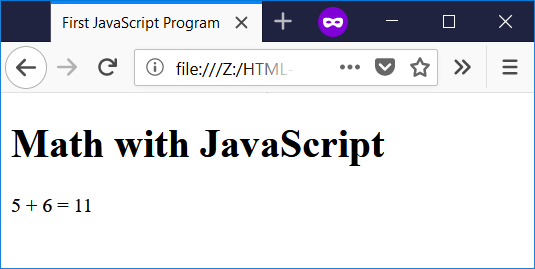 First JavaScript Program
file:///Z:/HTML-
Math with JavaScript
5 + 6 = 11